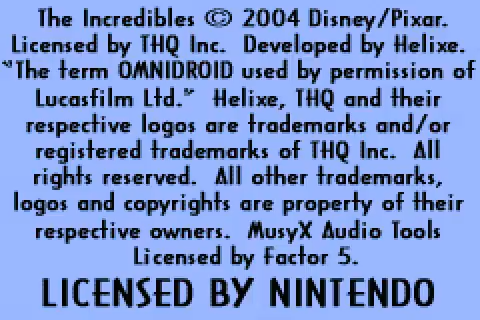 The Incredibles © 2004 Disney/Pixar.
Licensed by THQ Inc. Developed by Helixe.
"The term OMNIDROID used by permission of
Lucasfilm Ltd." Helixe, THQ and their
respective logos are trademarks and/or
registered trademarks of THQ Inc. All
rights reserved. All other trademarks,
logos and copyrights are property of their
respective owners. MusyX Audio Tools
Licensed by Factor 5.
LICENSED BY NINTENDO